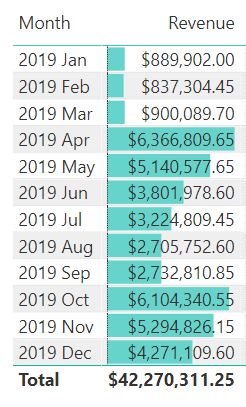 Month Revenue
2019 Jan $889,902.00
2019 Feb $837,304.45
2019 Mar $900,089.70
2019 Apr $6,366,809.65
2019 May $5,140,577.65
2019 Jun $3,801,978.60
2019 Jul $3,224,809.45
2019 Aug $2,705,752.60
2019 Sep $2,732,810.85
2019 Oct $6,104,340.55
2019 Nov $5,294,826.15
2019 Dec $4,271,109.60
Total $42,270,311.25